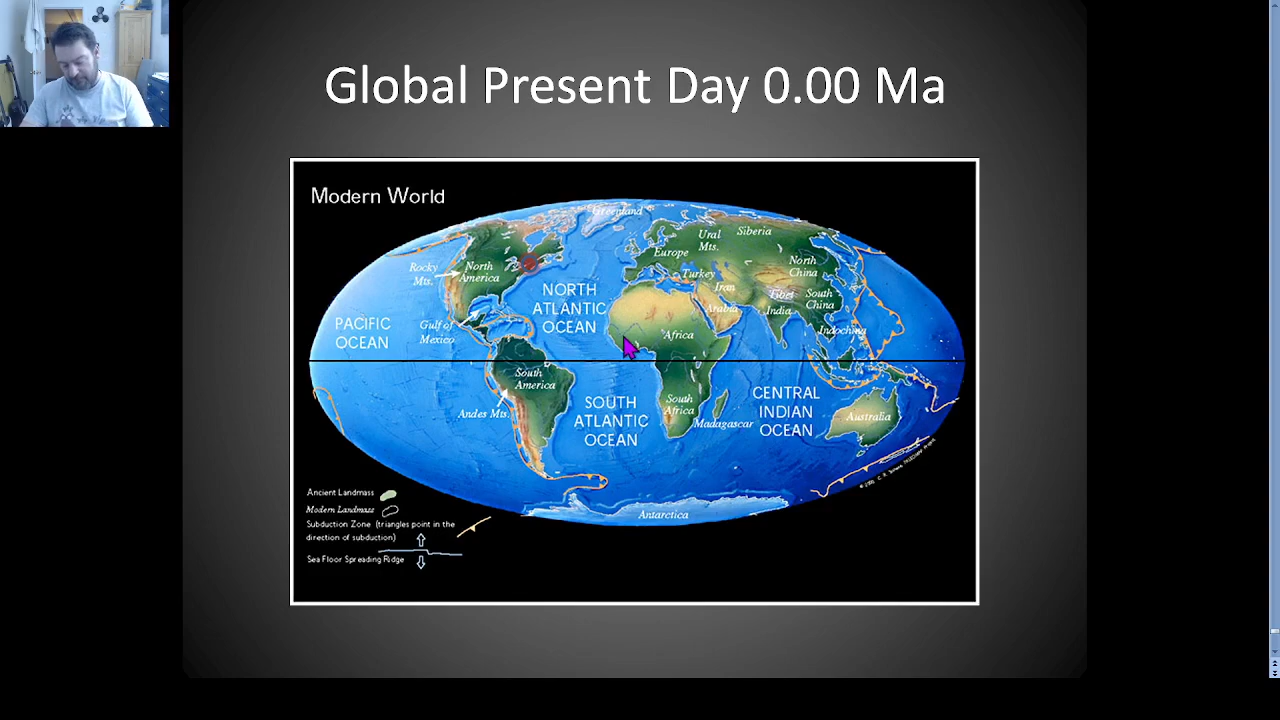 Global Present Day 0.00 Ma
Modern World
Greenland
Ural
Mts.
Siberia
Europe
Rocky
Mts.
North
America
Turkey
North
China
Iran
Tibet
South
China
NORTH
ATLANTIC
OCEAN
Arabia
India
PACIFIC
OCEAN
Gulf of
Mexico
Africa
Indochina
South
America
CENTRAL
INDIAN
OCEAN
SOUTH
ATLANTIC
OCEAN
South
Africa
Andes Mts.
Madagascar
Australia
Ancient Landmass
Modern Landmass
Subduction Zone (triangles point in the
direction of subduction)
Sea Floor Spreading Ridge
Antarctica